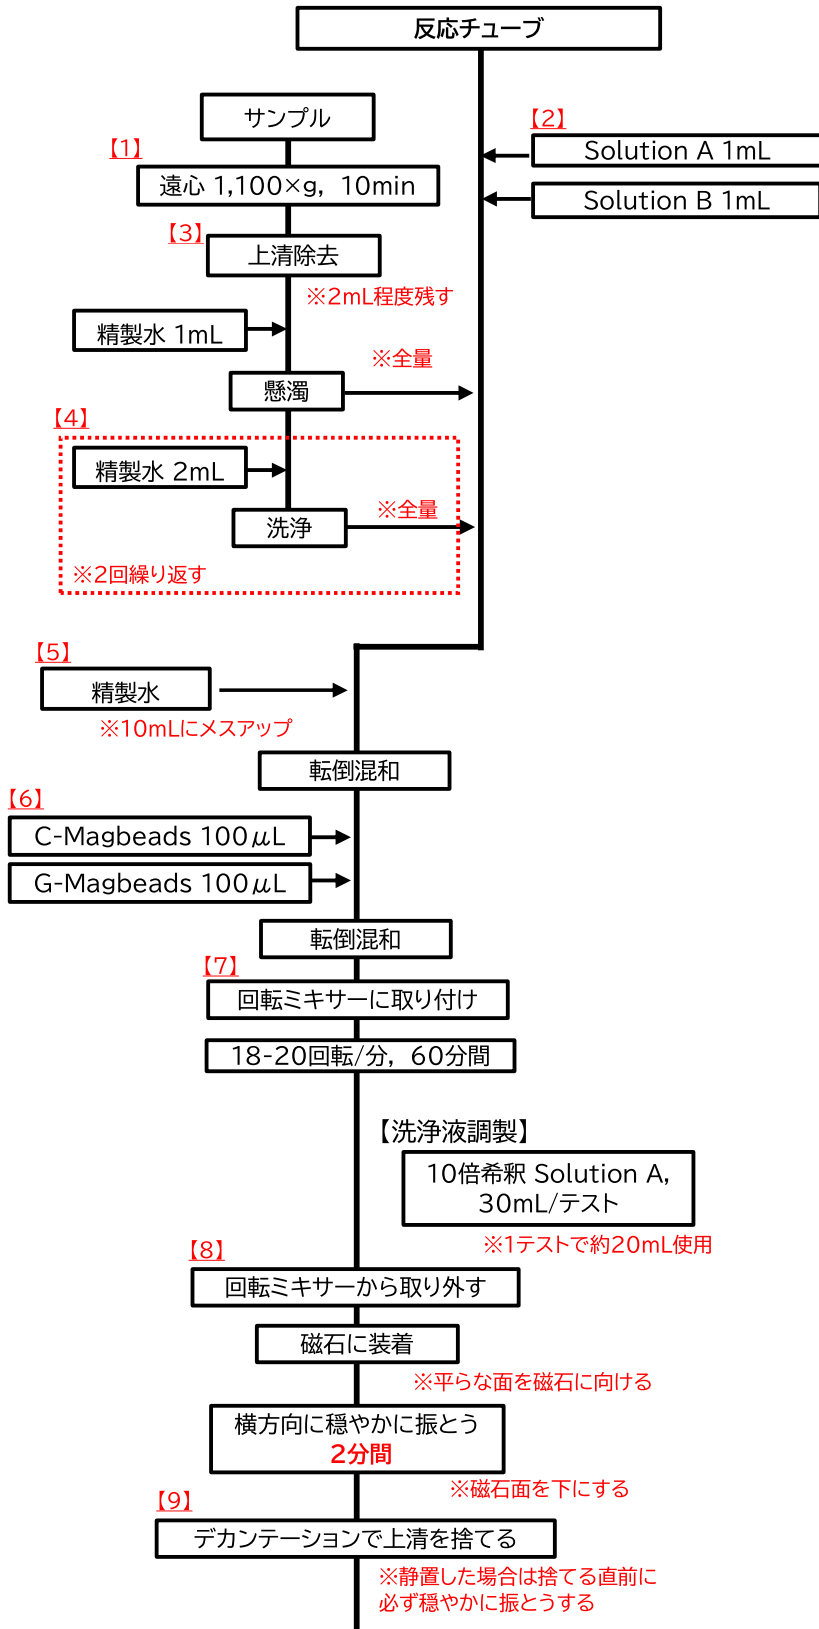 反応チューブ
サンプル
【1】
遠心 1,100×g, 10min
【2】
Solution A 1mL
Solution B 1mL
【3】
上清除去
※2mL程度残す
精製水 1mL
※全量
懸濁
【4】
精製水 2mL
※全量
洗浄
※2回繰り返す
【5】
精製水
※10mLにメスアップ
転倒混和
【6】
C-Magbeads 100μL
G-Magbeads 100μL
転倒混和
【7】
回転ミキサーに取り付け
18-20回転/分, 60分間
【洗浄液調製】
10倍希釈 Solution A,
30mL/テスト
※1テストで約20mL使用
【8】
回転ミキサーから取り外す
磁石に装着
※平らな面を磁石に向ける
横方向に穏やかに振とう
2分間
※磁石面を下にする
【9】
デカンテーションで上清を捨てる
※静置した場合は捨てる直前に
必ず穏やかに振とうする